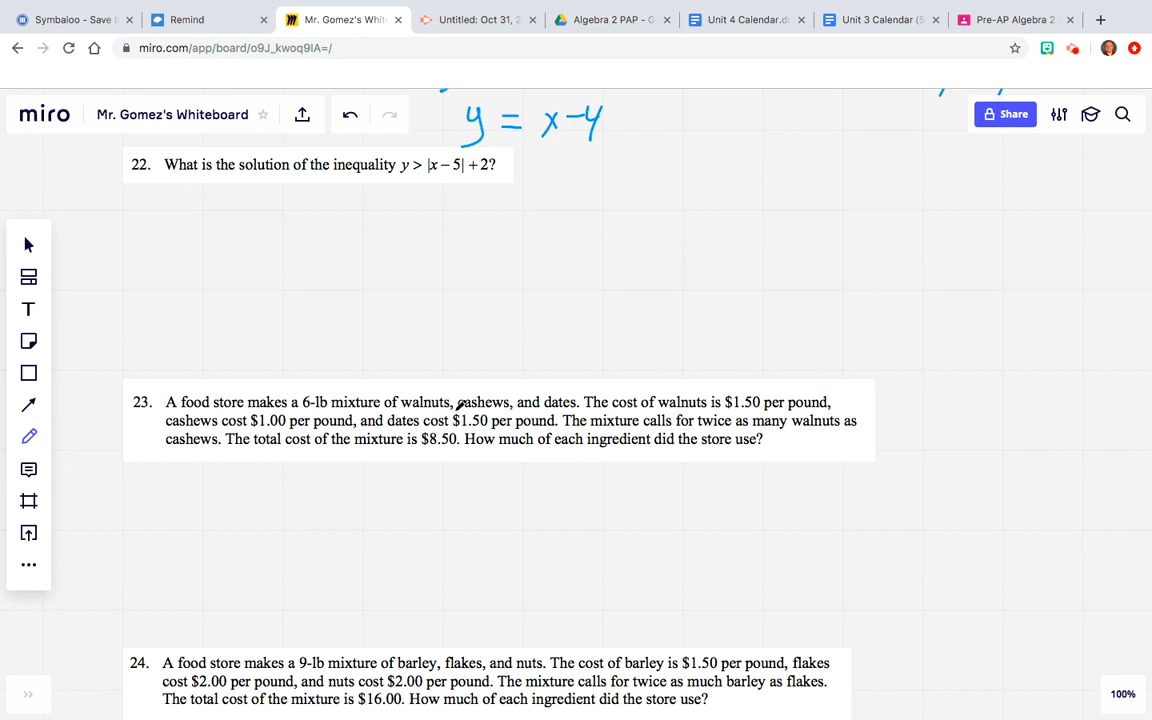 Symbaloo - Save b
Remind
Mr. Gomez's Whit
Untitled: Oct 31, 2
Algebra 2 PAP - G
Unit 4 Calendar.do
Unit 3 Calendar (S
Pre-AP Algebra 2
miro.com/app/board/o9J_kwoq9lA=/
miro
Mr. Gomez's Whiteboard
Share
y = x-4
22. What is the solution of the inequality y > |x − 5| + 2?
T
23. A food store makes a 6-lb mixture of walnuts, cashews, and dates. The cost of walnuts is $1.50 per pound,
cashews cost $1.00 per pound, and dates cost $1.50 per pound. The mixture calls for twice as many walnuts as
cashews. The total cost of the mixture is $8.50. How much of each ingredient did the store use?
24. A food store makes a 9-lb mixture of barley, flakes, and nuts. The cost of barley is $1.50 per pound, flakes
cost $2.00 per pound, and nuts cost $2.00 per pound. The mixture calls for twice as much barley as flakes.
The total cost of the mixture is $16.00. How much of each ingredient did the store use?
100%